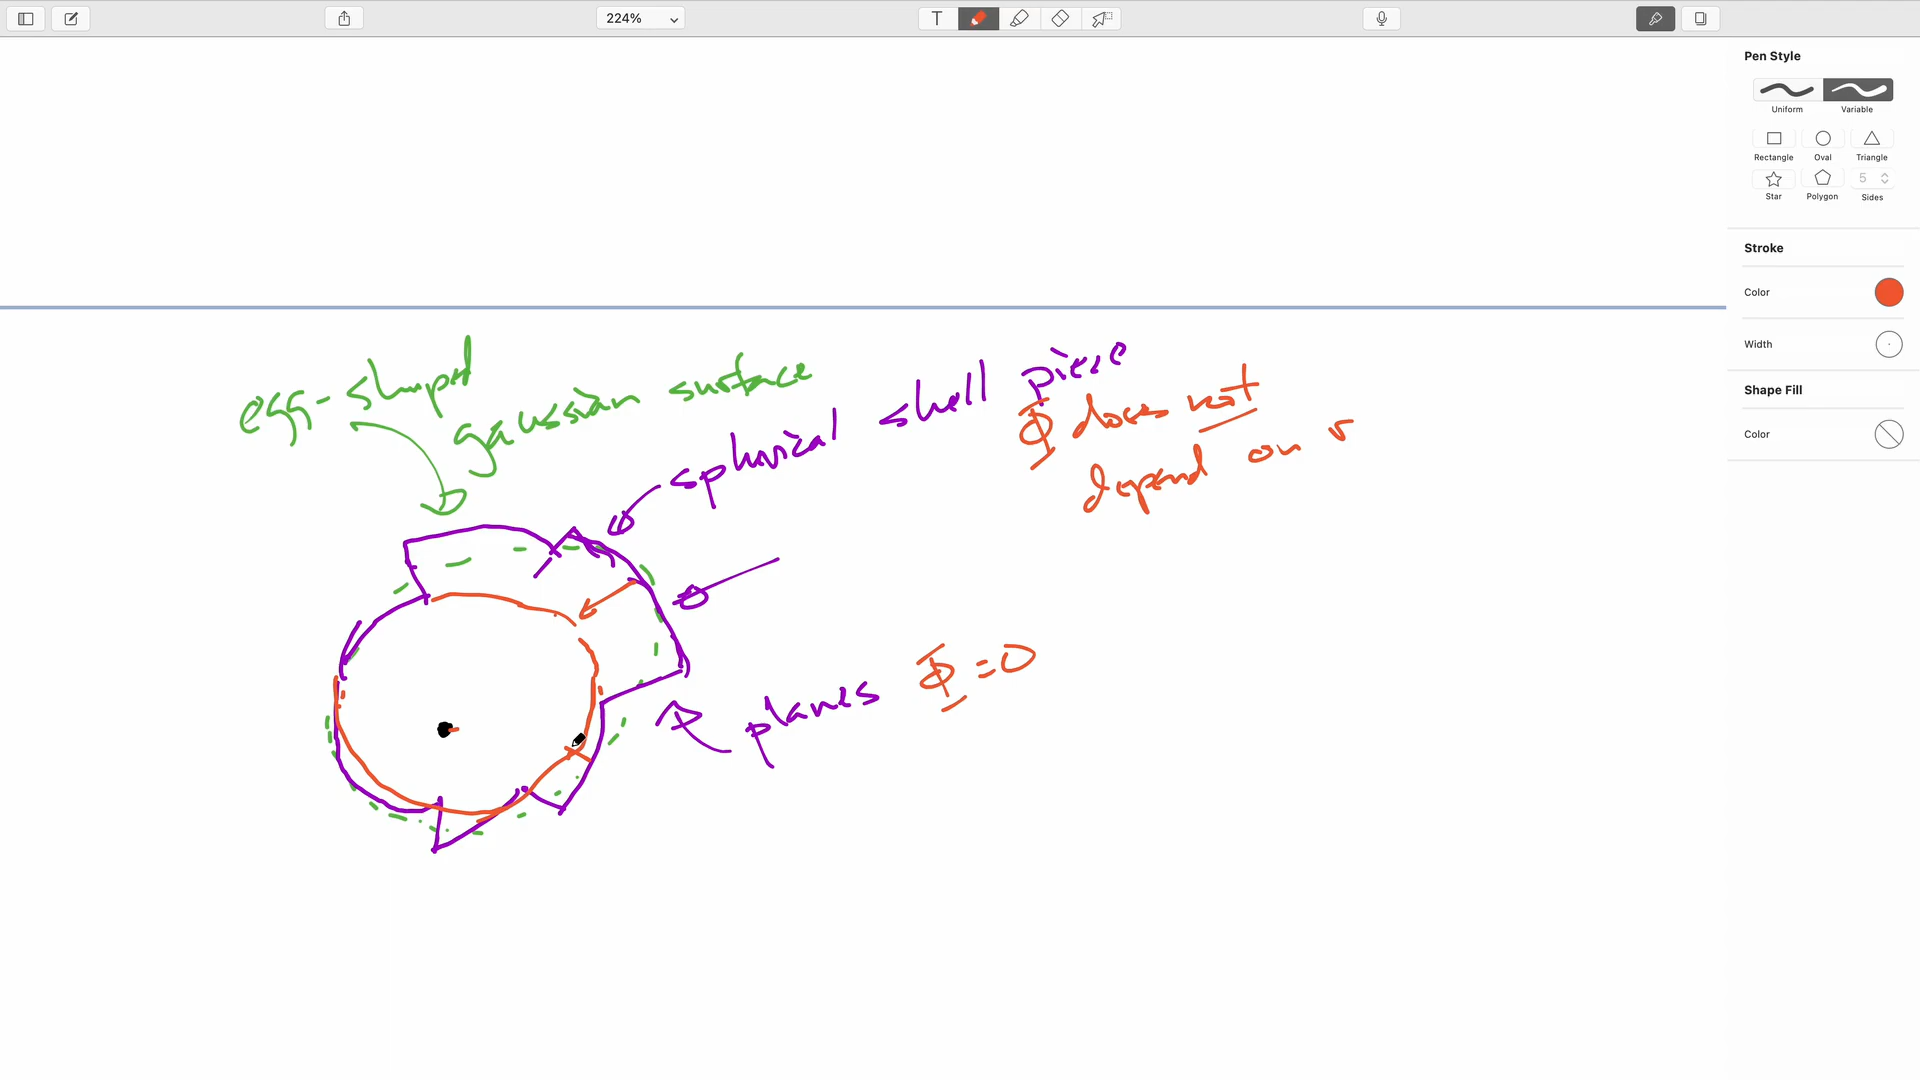 224%
T
Pen Style
Uniform
Variable
Rectangle
Oval
Triangle
5
Star
Polygon
Sides
Stroke
Color
Width
Shape Fill
Color
egg-shaped
gaussian surface
spherical shell piece
Φ does not
depend on r
planes Φ=0